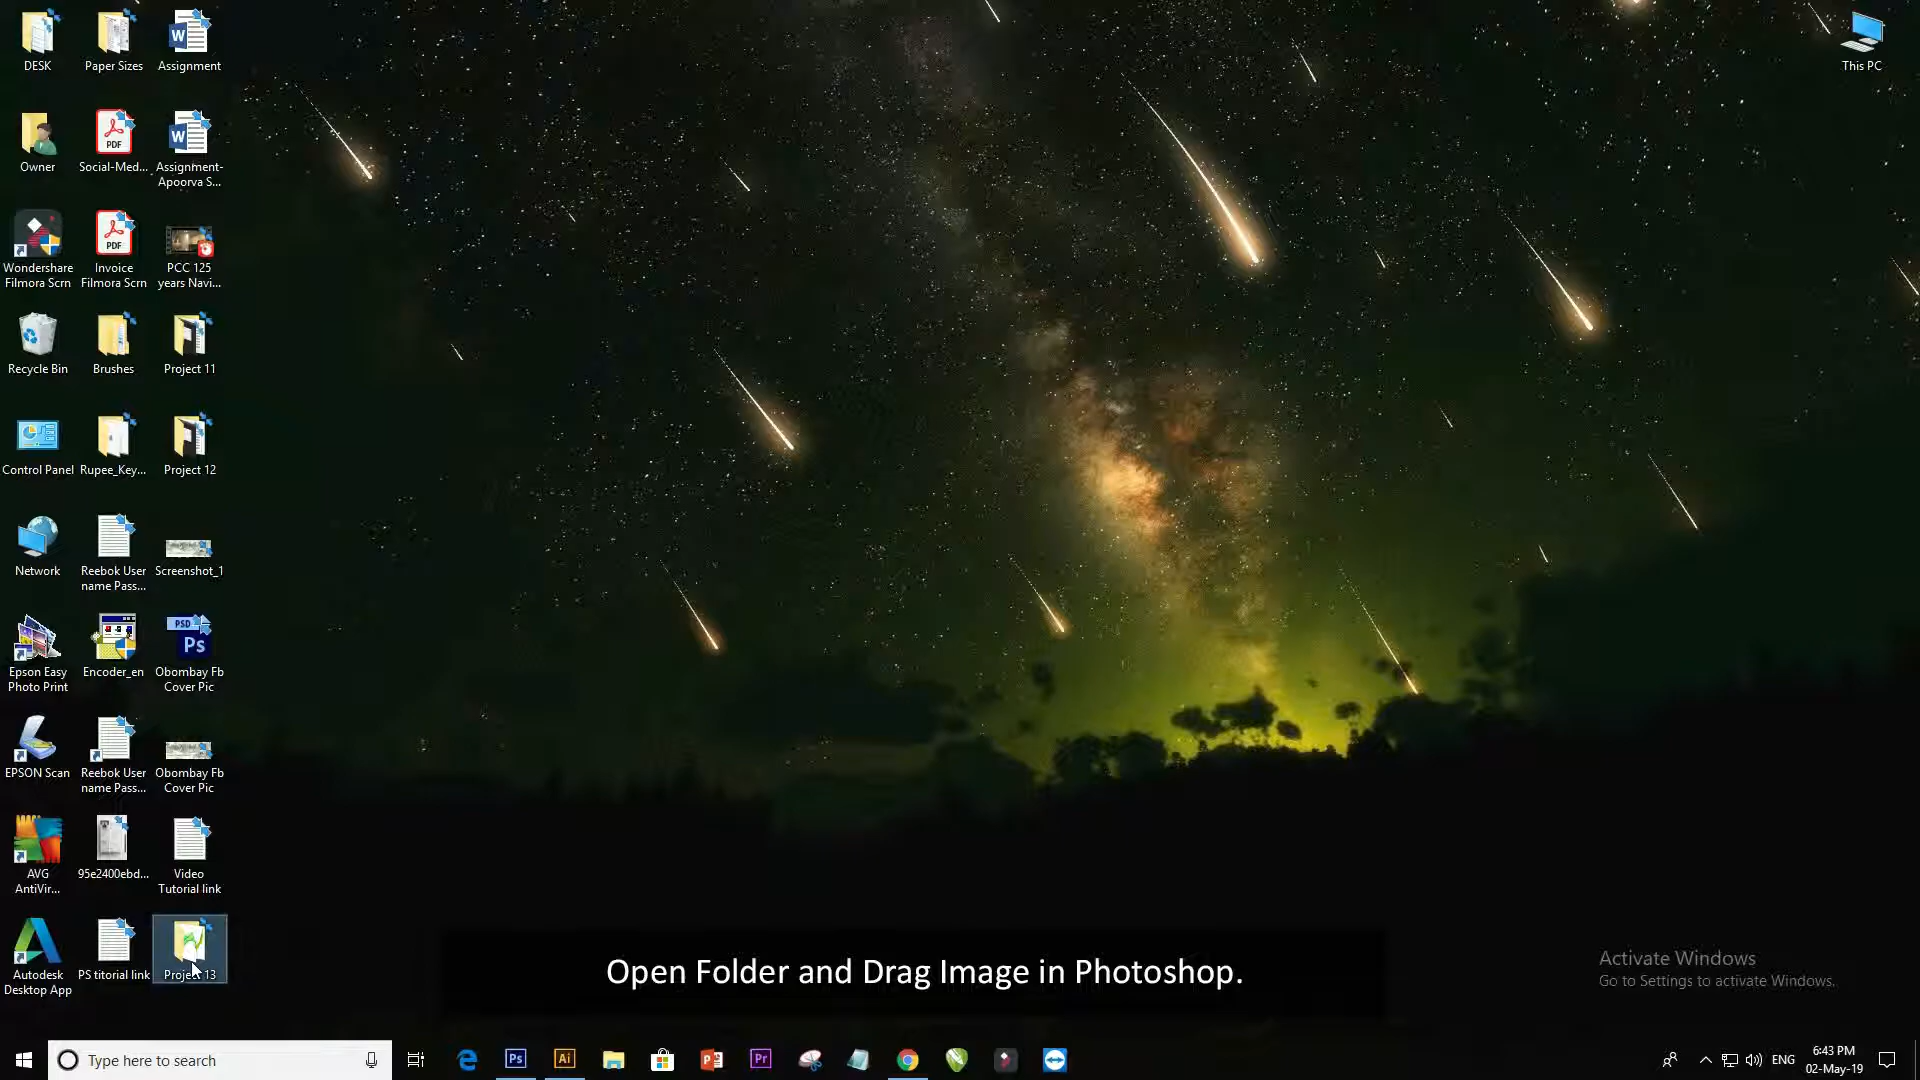 DESK
Paper Sizes
Assignment
This PC
Owner
Social-Med...
Assignment-
Apoorva S...
Wondershare
Filmora Scrn
Invoice
Filmora Scrn
PCC 125
years Navi...
Recycle Bin
Brushes
Project 11
Control Panel
Rupee_Key...
Project 12
Network
Reebok User
name Pass...
Screenshot_1
Epson Easy
Photo Print
Encoder_en
Obombay Fb
Cover Pic
EPSON Scan
Reebok User
name Pass...
Obombay Fb
Cover Pic
AVG
AntiVir...
95e2400ebd...
Video
Tutorial link
Autodesk
Desktop App
PS titorial link
Project 13
Open Folder and Drag Image in Photoshop.
Activate Windows
Go to Settings to activate Windows.
Type here to search
Ps
Ai
Pr
ENG
6:43 PM
02-May-19